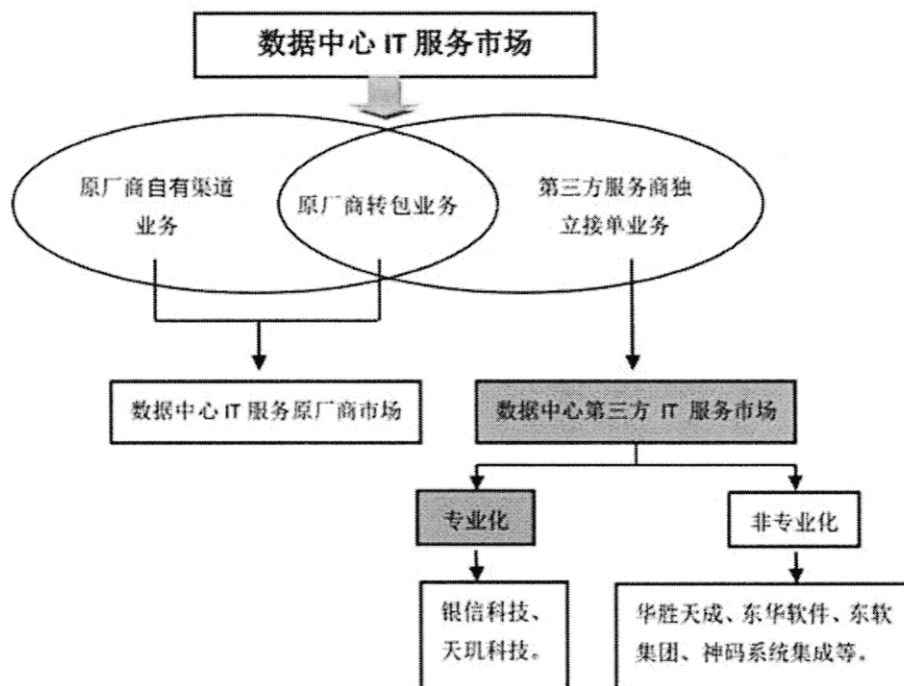 数据中心 IT 服务市场
原厂商自有渠道
业务
原厂商转包业务
第三方服务商独
立接单业务
数据中心 IT 服务原厂商市场
数据中心第三方 IT 服务市场
专业化
非专业化
银信科技、
天玑科技。
华胜天成、东华软件、东软
集团、神码系统集成等。